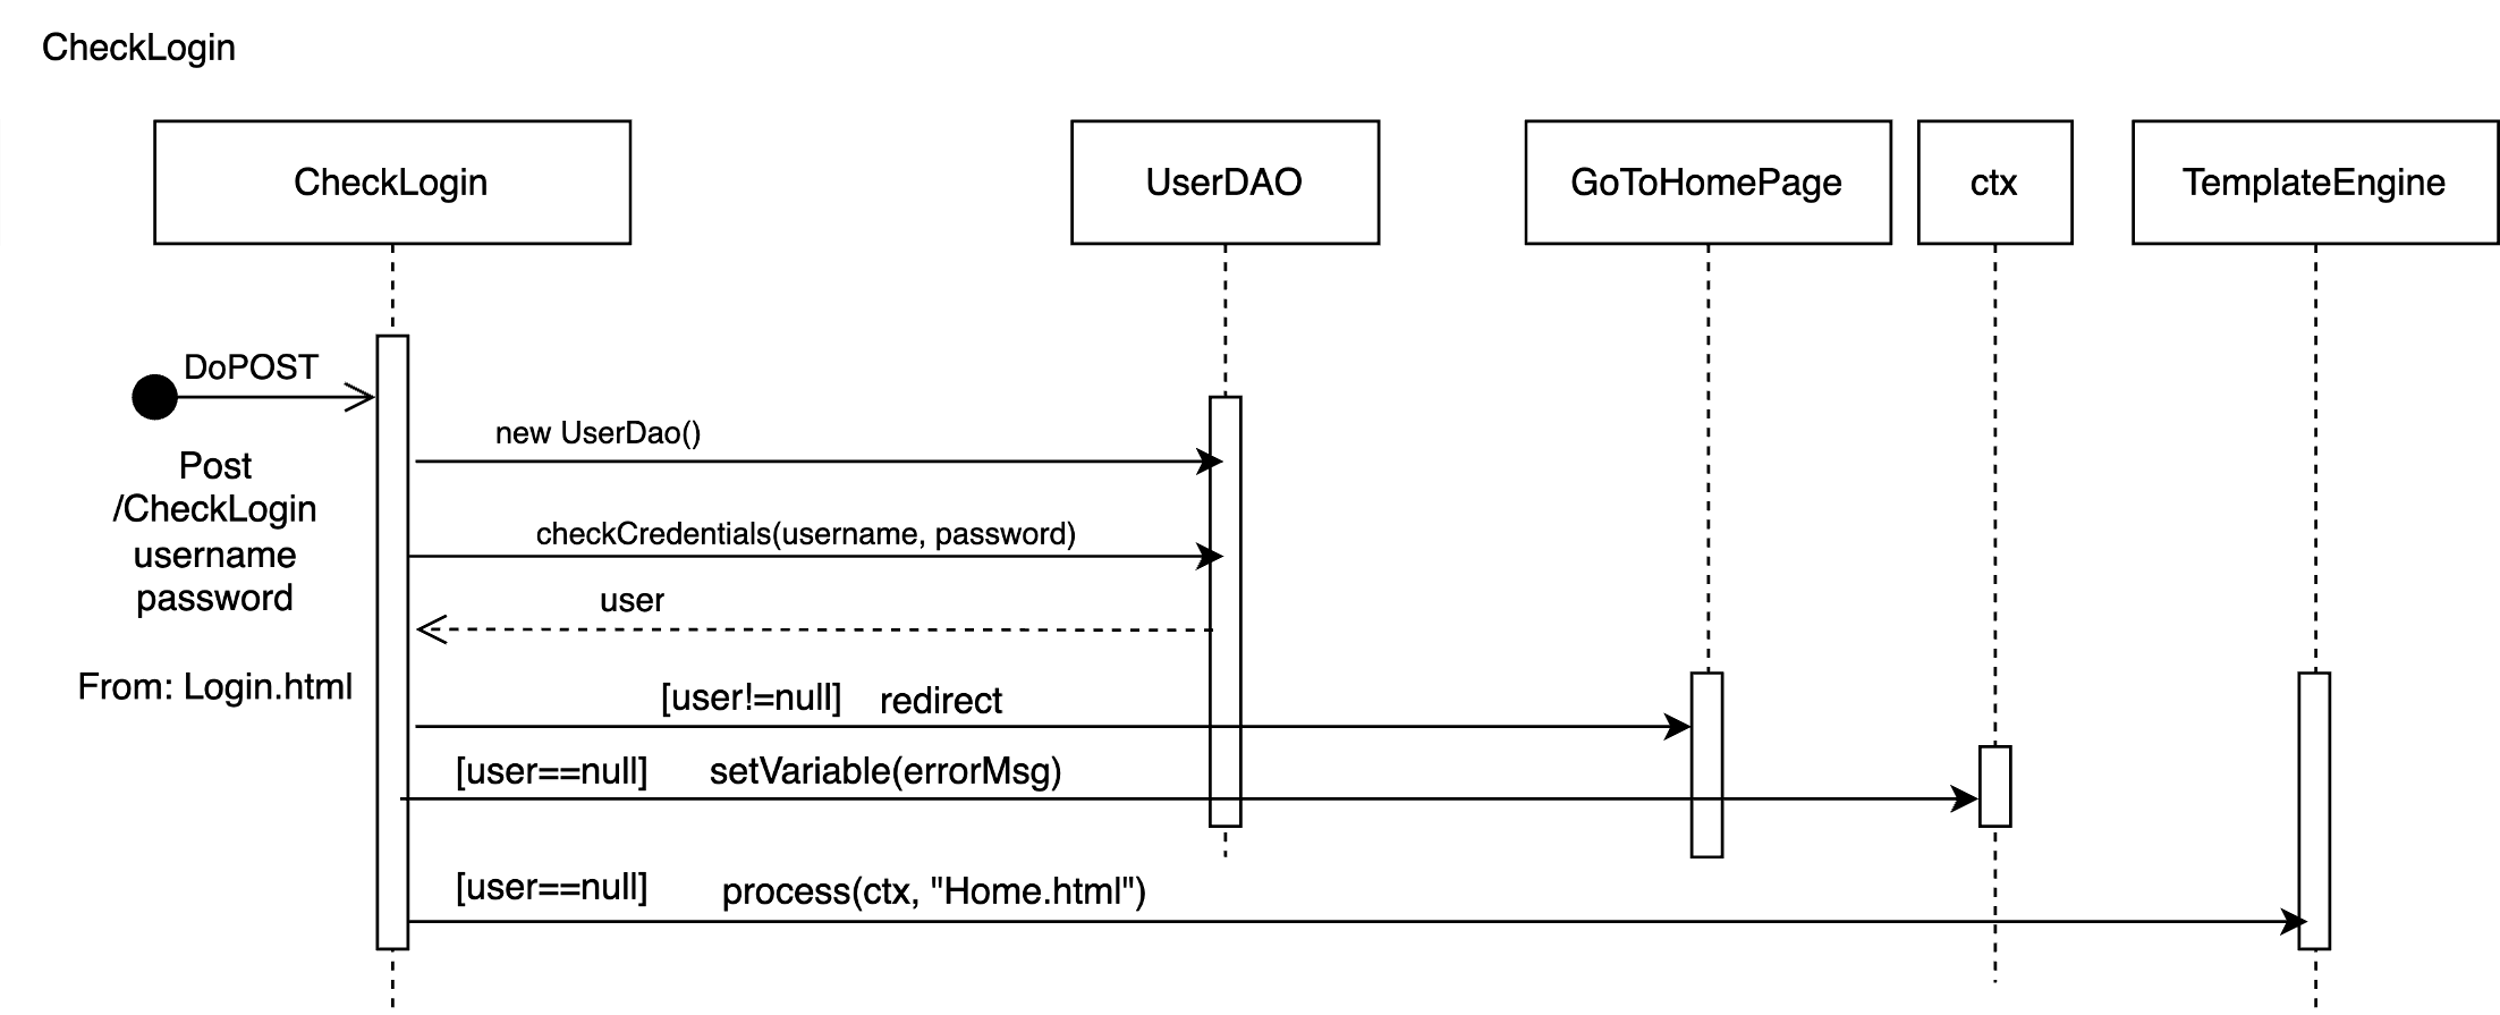 CheckLogin
CheckLogin
UserDAO
GoToHomePage
ctx
TemplateEngine
DoPOST
Post
/CheckLogin
username
password
From: Login.html
new UserDao()
checkCredentials(username, password)
user
[user!=null] redirect
[user==null] setVariable(errorMsg)
[user==null] process(ctx, "Home.html")